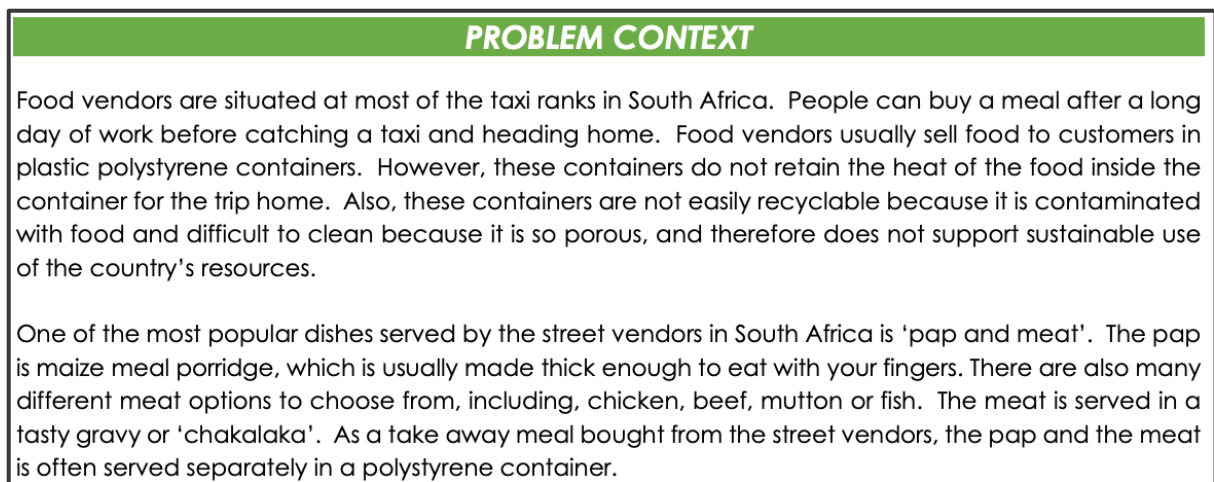 PROBLEM CONTEXT
Food vendors are situated at most of the taxi ranks in South Africa.  People can buy a meal after a long
day of work before catching a taxi and heading home.  Food vendors usually sell food to customers in
plastic polystyrene containers.  However, these containers do not retain the heat of the food inside the
container for the trip home.  Also, these containers are not easily recyclable because it is contaminated
with food and difficult to clean because it is so porous, and therefore does not support sustainable use
of the country’s resources.
One of the most popular dishes served by the street vendors in South Africa is ‘pap and meat’.  The pap
is maize meal porridge, which is usually made thick enough to eat with your fingers. There are also many
different meat options to choose from, including, chicken, beef, mutton or fish.  The meat is served in a
tasty gravy or ‘chakalaka’.  As a take away meal bought from the street vendors, the pap and the meat
is often served separately in a polystyrene container.